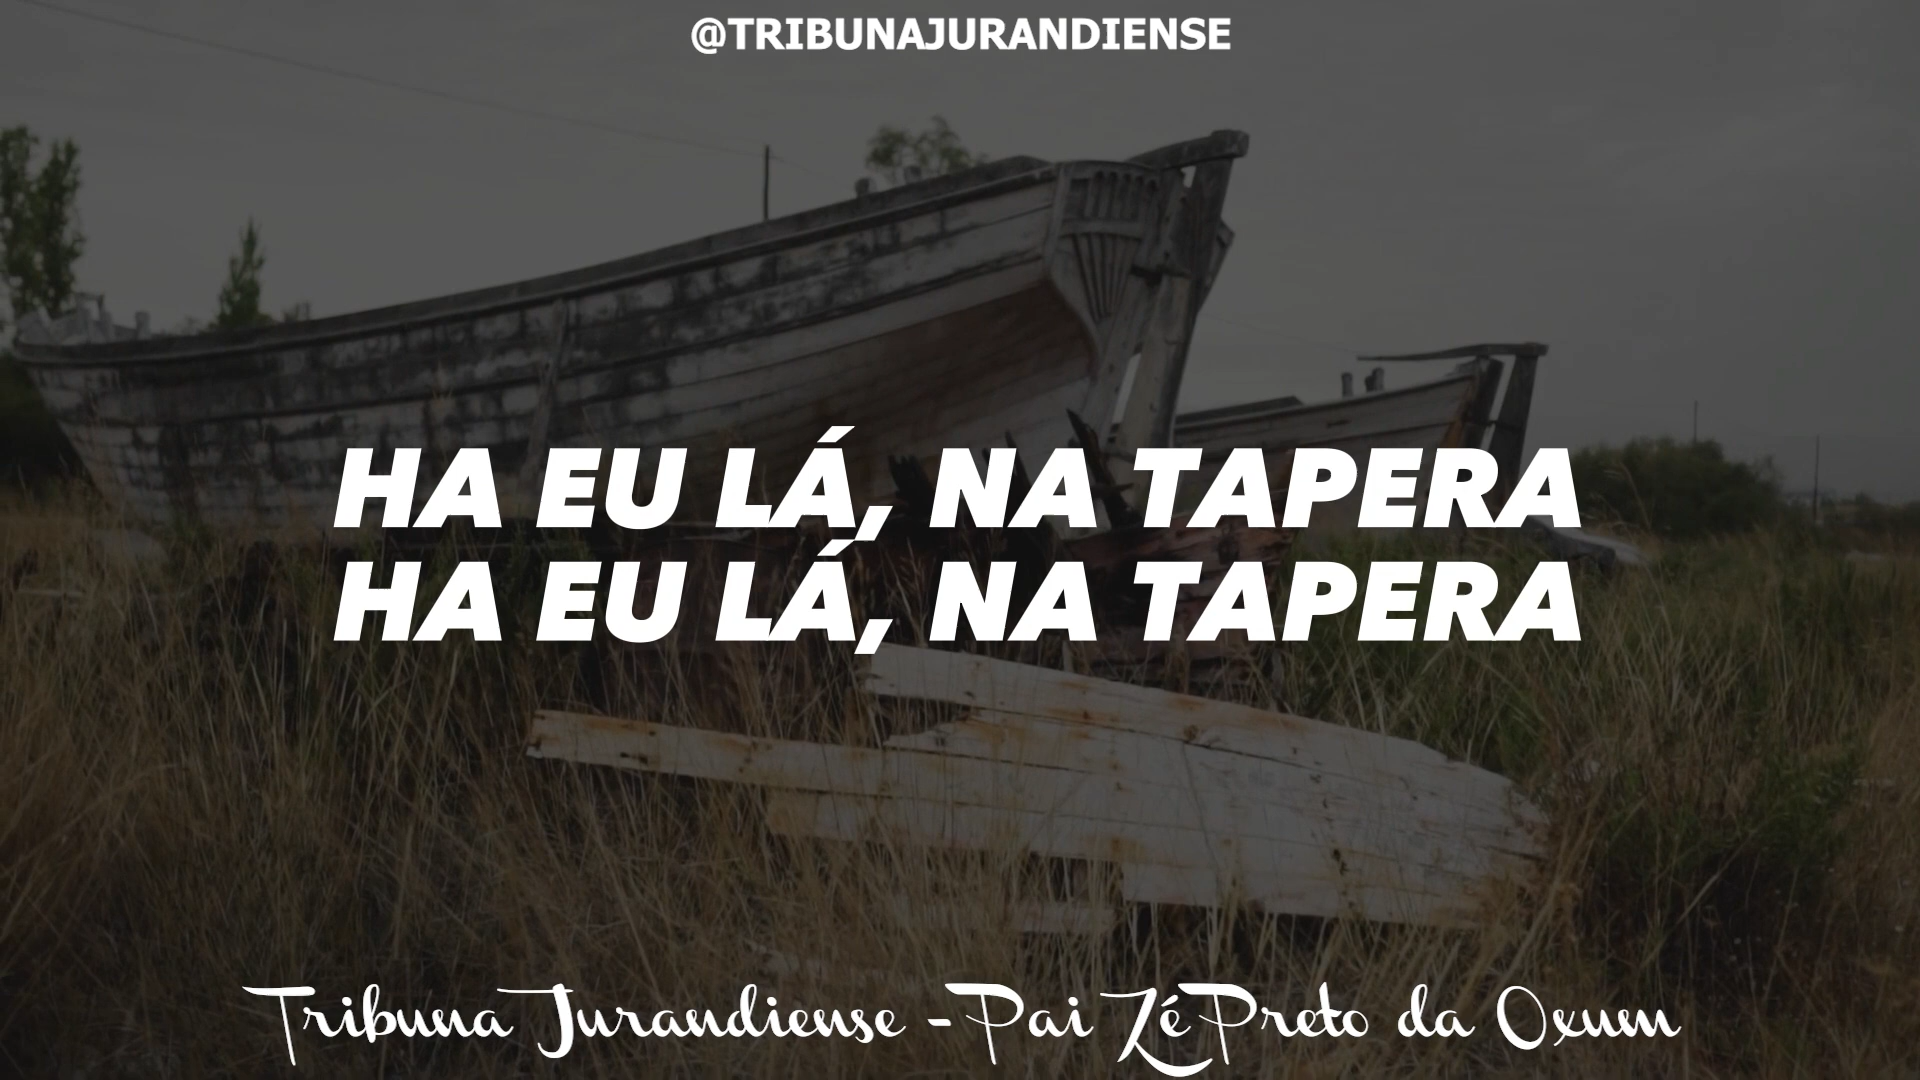 @TRIBUNAJURANDIENSE
HA EU LÁ, NA TAPERA
HA EU LÁ, NA TAPERA
Tribuna Jurandiense - Pai Zé Preto da Oxum